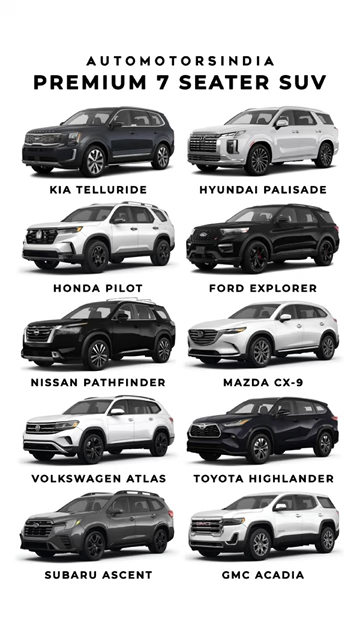 AUTOMOTORSINDIA
PREMIUM 7 SEATER SUV
KIA TELLURIDE
HYUNDAI PALISADE
HONDA PILOT
FORD EXPLORER
NISSAN PATHFINDER
MAZDA CX-9
VOLKSWAGEN ATLAS
TOYOTA HIGHLANDER
SUBARU ASCENT
GMC ACADIA